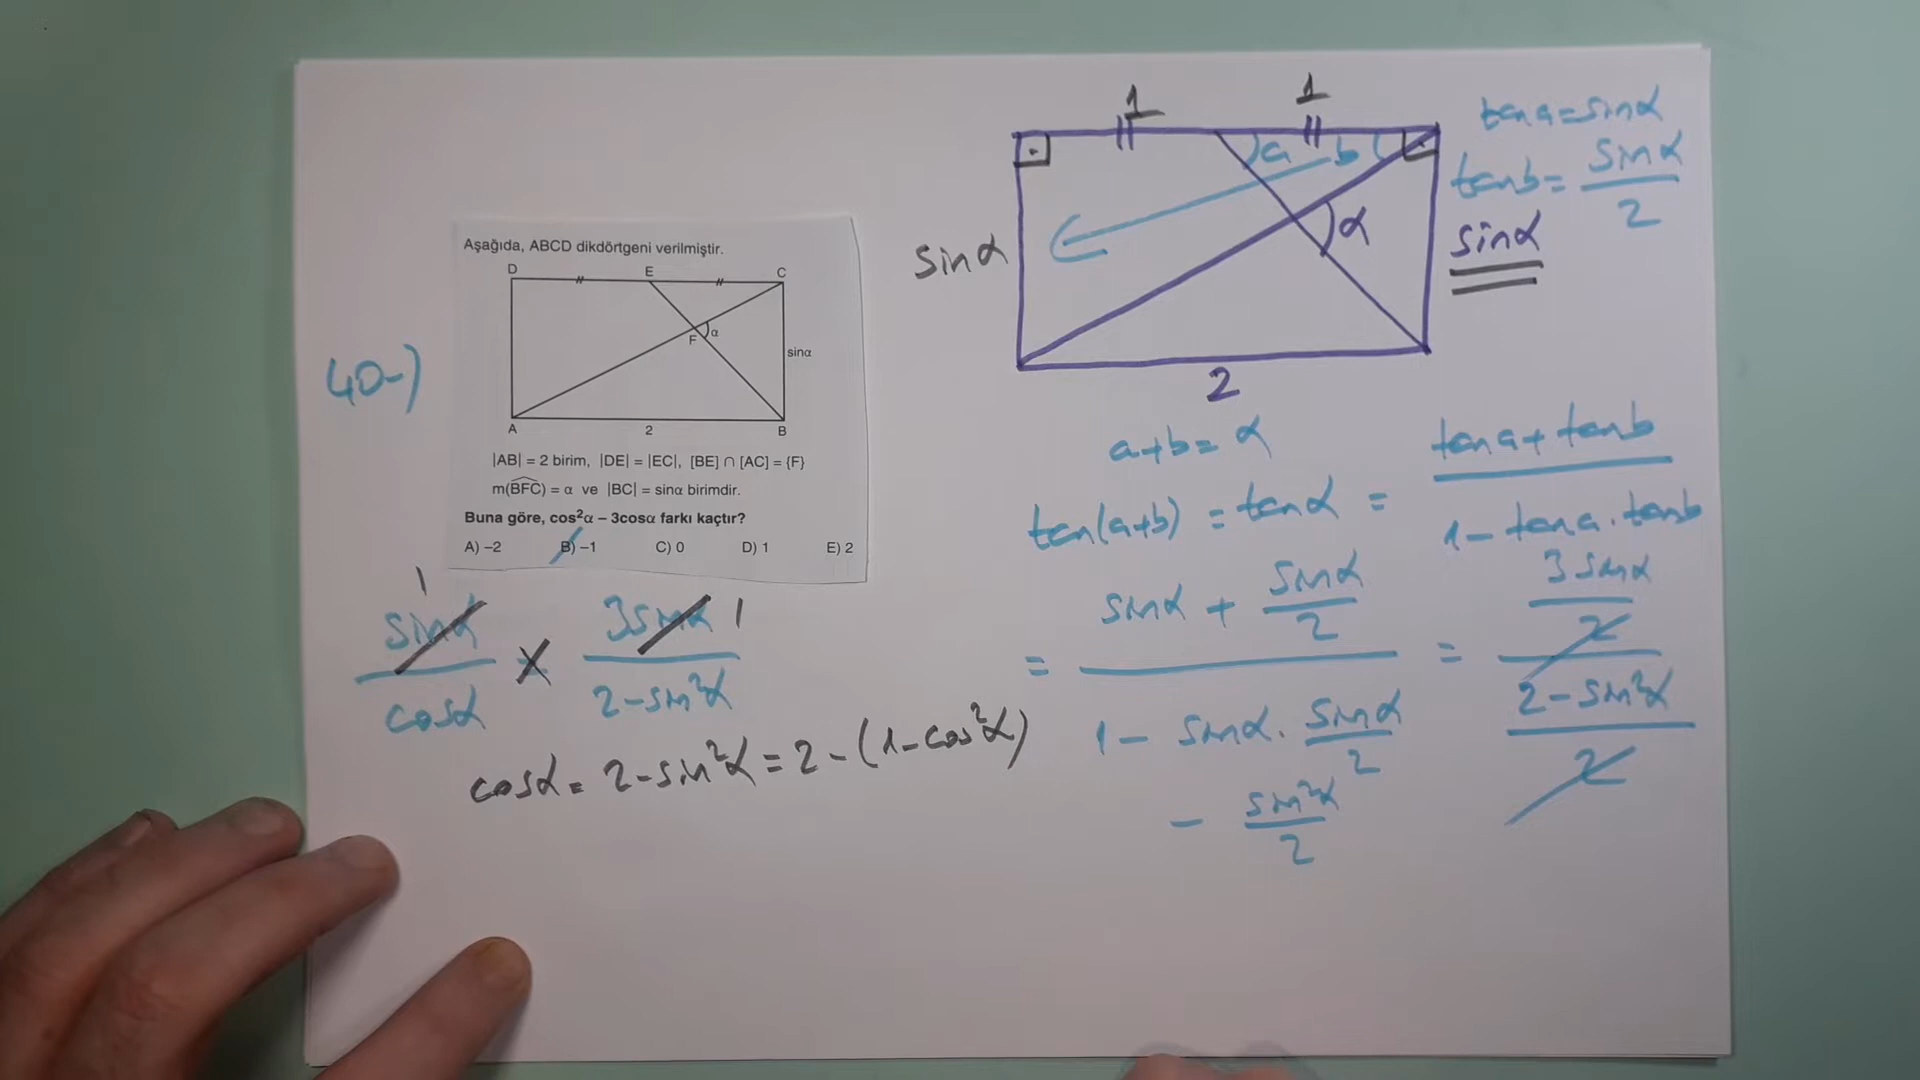 40-)
Aşağıda, ABCD dikdörtgeni verilmiştir.
D E C
F α
sinα
A 2 B
|AB| = 2 birim, |DE| = |EC|, [BE] ∩ [AC] = {F}
m(BFC) = α ve |BC| = sinα birimdir.
Buna göre, cos²α – 3cosα farkı kaçtır?
A) –2 B) –1 C) 0 D) 1 E) 2
1
sinα / cosα × 3sinα / 2-sin²α 1
cosα = 2-sin²α = 2-(1-cos²α)
1 1
a b
α
sinα
sinα
2
tana=sinα
tanb= sinα / 2
a+b= α
tan(a+b) = tanα = tana+tanb / 1- tana.tanb
= sinα + sinα / 2 / 1- sinα. sinα / 2 = 3sinα / 2 / 2-sin²α / 2
- sin²α / 2